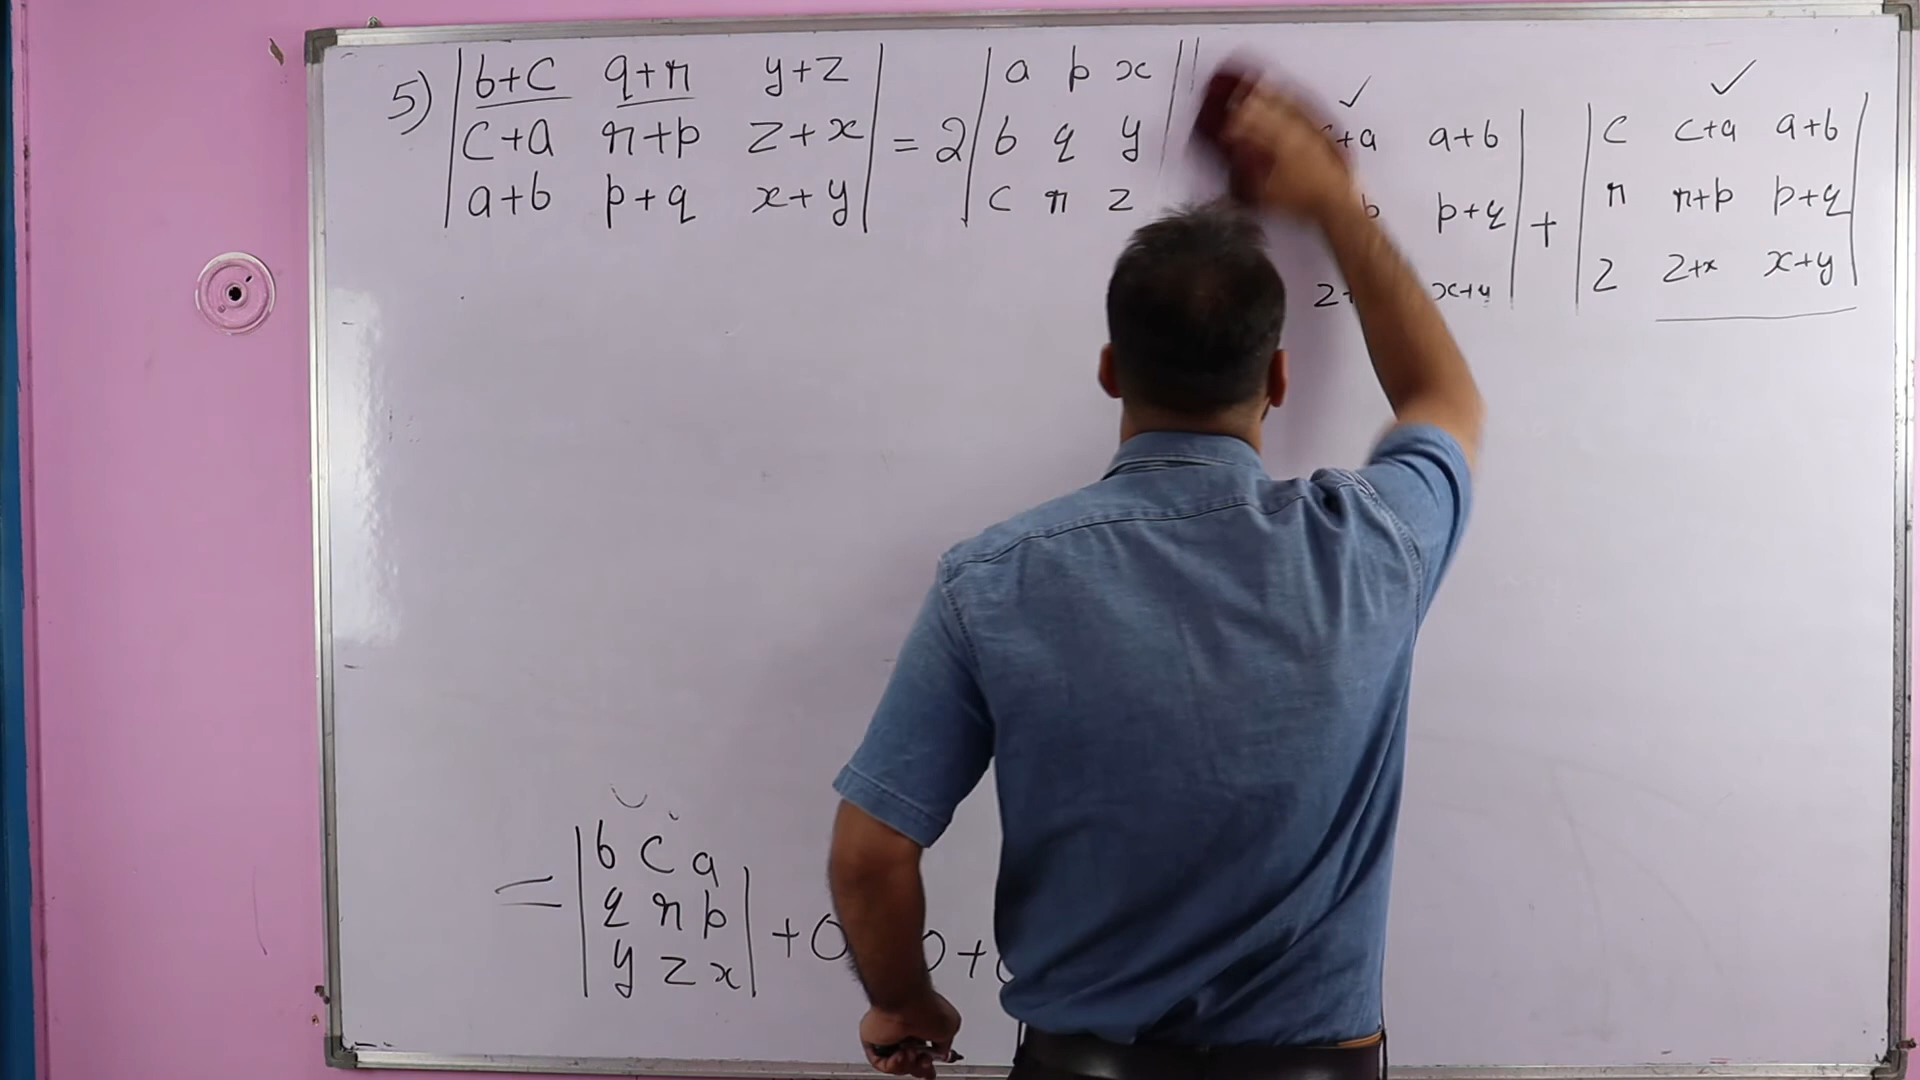 5) | b+c q+r y+z | = 2 | a p x |
| c+a r+p z+x | | b q y |
| a+b p+q x+y | | c r z
a+b | + | c c+a a+b |
p+q | | r r+p p+q |
x+y | | z z+x x+y |
= | b c a | + 0
| q r p |
| y z x |